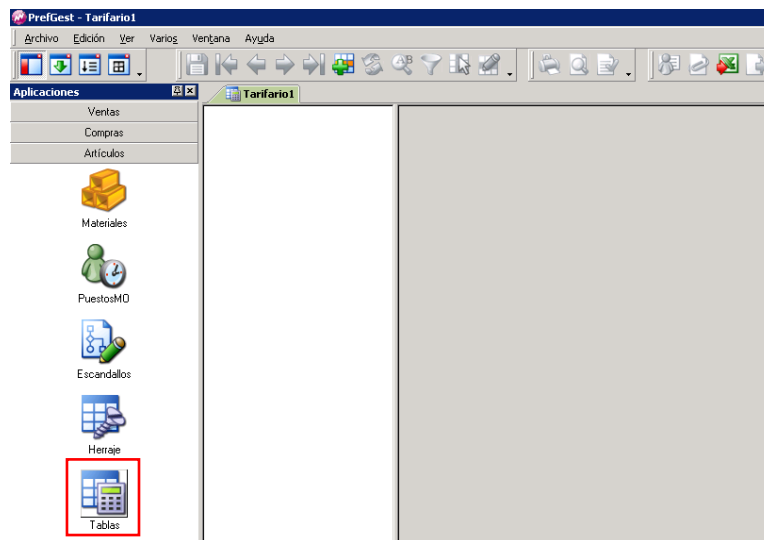 PrefGest - Tarifario1
Archivo Edición Ver Varios Ventana Ayuda
Aplicaciones
Tarifario1
Ventas
Compras
Artículos
Materiales
PuestosMO
Escandallos
Herraje
Tablas